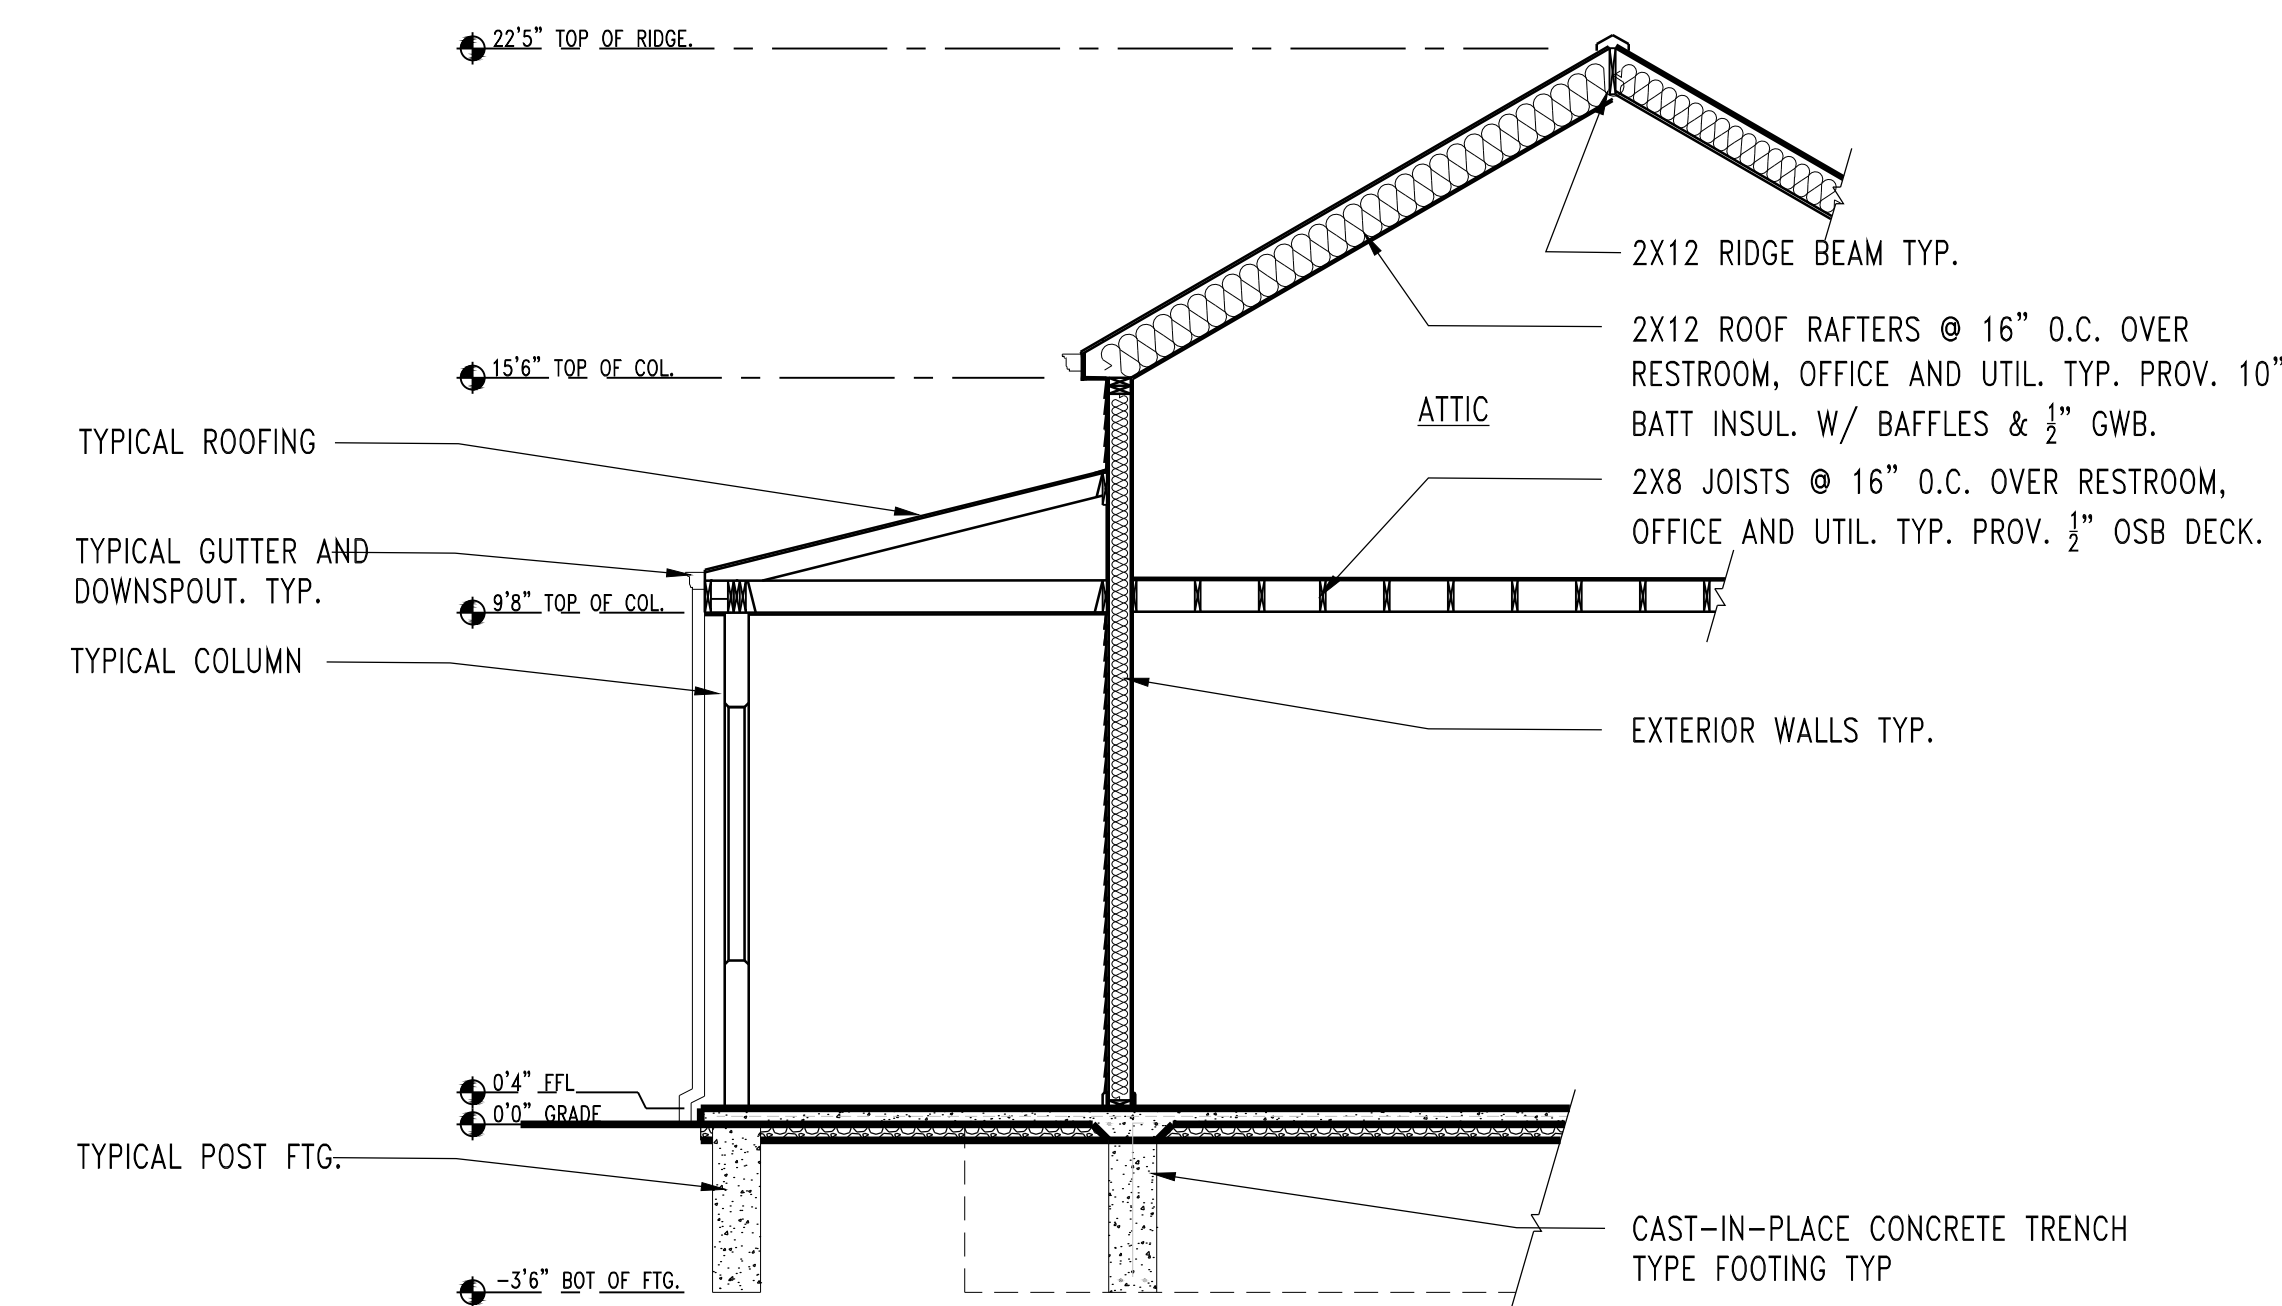 22'5” TOP OF RIDGE.
15'6” TOP OF COL.
TYPICAL ROOFING
TYPICAL GUTTER AND
DOWNSPOUT. TYP.
9'8” TOP OF COL.
TYPICAL COLUMN
0'4” FFL
0'0” GRADE
TYPICAL POST FTG.
-3'6” BOT OF FTG.
2X12 RIDGE BEAM TYP.
2X12 ROOF RAFTERS @ 16” O.C. OVER
RESTROOM, OFFICE AND UTIL. TYP. PROV. 10”
BATT INSUL. W/ BAFFLES & ½” GWB.
ATTIC
2X8 JOISTS @ 16” O.C. OVER RESTROOM,
OFFICE AND UTIL. TYP. PROV. ½” OSB DECK.
EXTERIOR WALLS TYP.
CAST-IN-PLACE CONCRETE TRENCH
TYPE FOOTING TYP